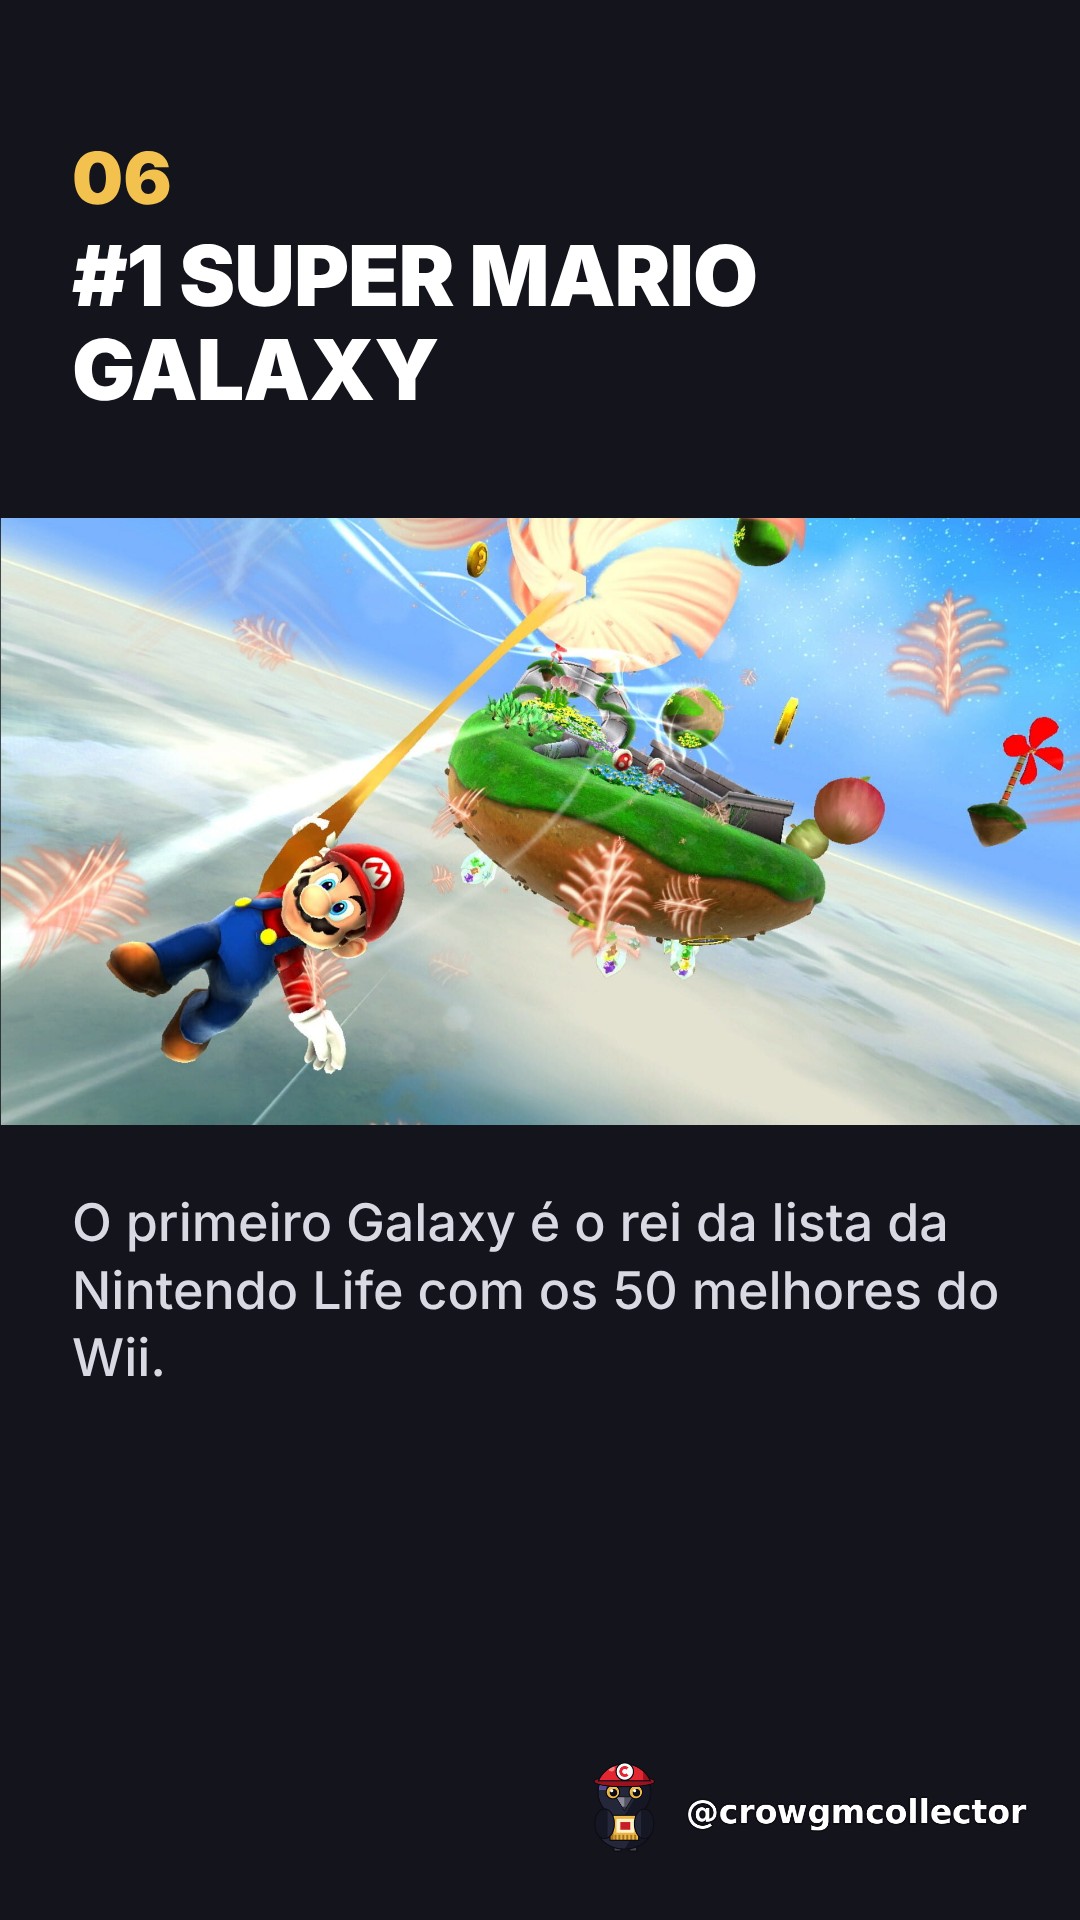 06
#1 SUPER MARIO
GALAXY
M
O primeiro Galaxy é o rei da lista da
Nintendo Life com os 50 melhores do
Wii.
C
@crowgmcollector